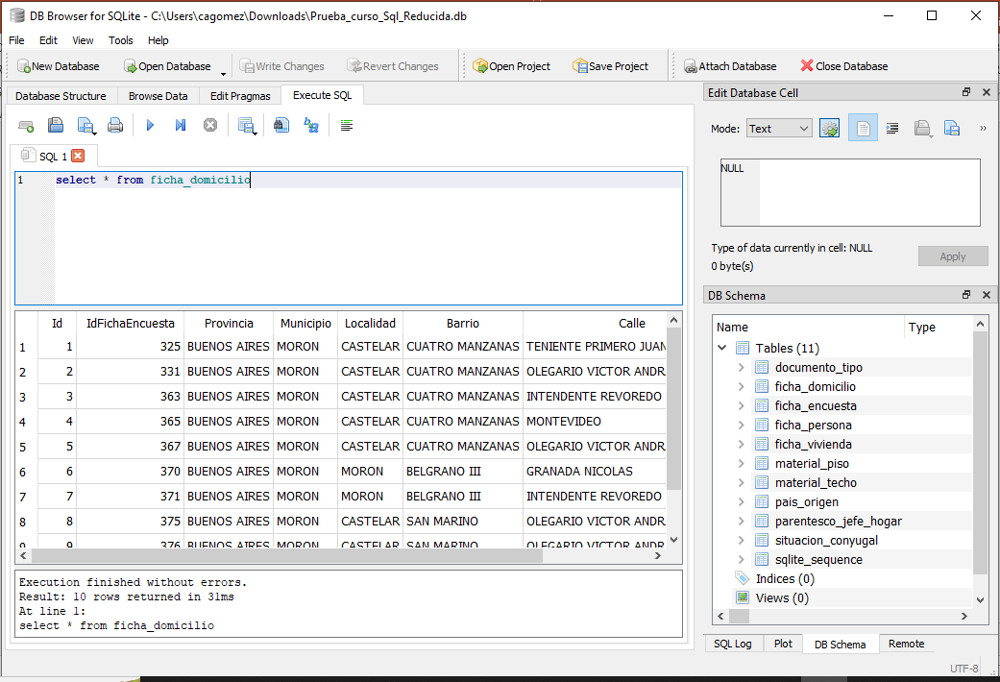 DB Browser for SQLite - C:\Users\cagomez\Downloads\Prueba_curso_Sql_Reducida.db
File Edit View Tools Help
New Database Open Database Write Changes Revert Changes Open Project Save Project Attach Database Close Database
Database Structure Browse Data Edit Pragmas Execute SQL
SQL 1
1 select * from ficha_domicilio
Id IdFichaEncuesta Provincia Municipio Localidad Barrio Calle
1 1 325 BUENOS AIRES MORON CASTELAR CUATRO MANZANAS TENIENTE PRIMERO JUAN
2 2 331 BUENOS AIRES MORON CASTELAR CUATRO MANZANAS OLEGARIO VICTOR ANDR
3 3 363 BUENOS AIRES MORON CASTELAR CUATRO MANZANAS INTENDENTE REVOREDO
4 4 365 BUENOS AIRES MORON CASTELAR CUATRO MANZANAS MONTEVIDEO
5 5 367 BUENOS AIRES MORON CASTELAR CUATRO MANZANAS OLEGARIO VICTOR ANDR
6 6 370 BUENOS AIRES MORON MORON BELGRANO III GRANADA NICOLAS
7 7 371 BUENOS AIRES MORON MORON BELGRANO III INTENDENTE REVOREDO
8 8 375 BUENOS AIRES MORON CASTELAR SAN MARINO OLEGARIO VICTOR ANDR
9 9 376 BUENOS AIRES MORON CASTELAR SAN MARINO OLEGARIO VICTOR ANDR
Execution finished without errors.
Result: 10 rows returned in 31ms
At line 1:
select * from ficha_domicilio
Edit Database Cell
Mode: Text
NULL
Type of data currently in cell: NULL
0 byte(s)
Apply
DB Schema
Name Type
Tables (11)
documento_tipo
ficha_domicilio
ficha_encuesta
ficha_persona
ficha_vivienda
material_piso
material_techo
pais_origen
parentesco_jefe_hogar
situacion_conyugal
sqlite_sequence
Indices (0)
Views (0)
SQL Log Plot DB Schema Remote
UTF-8